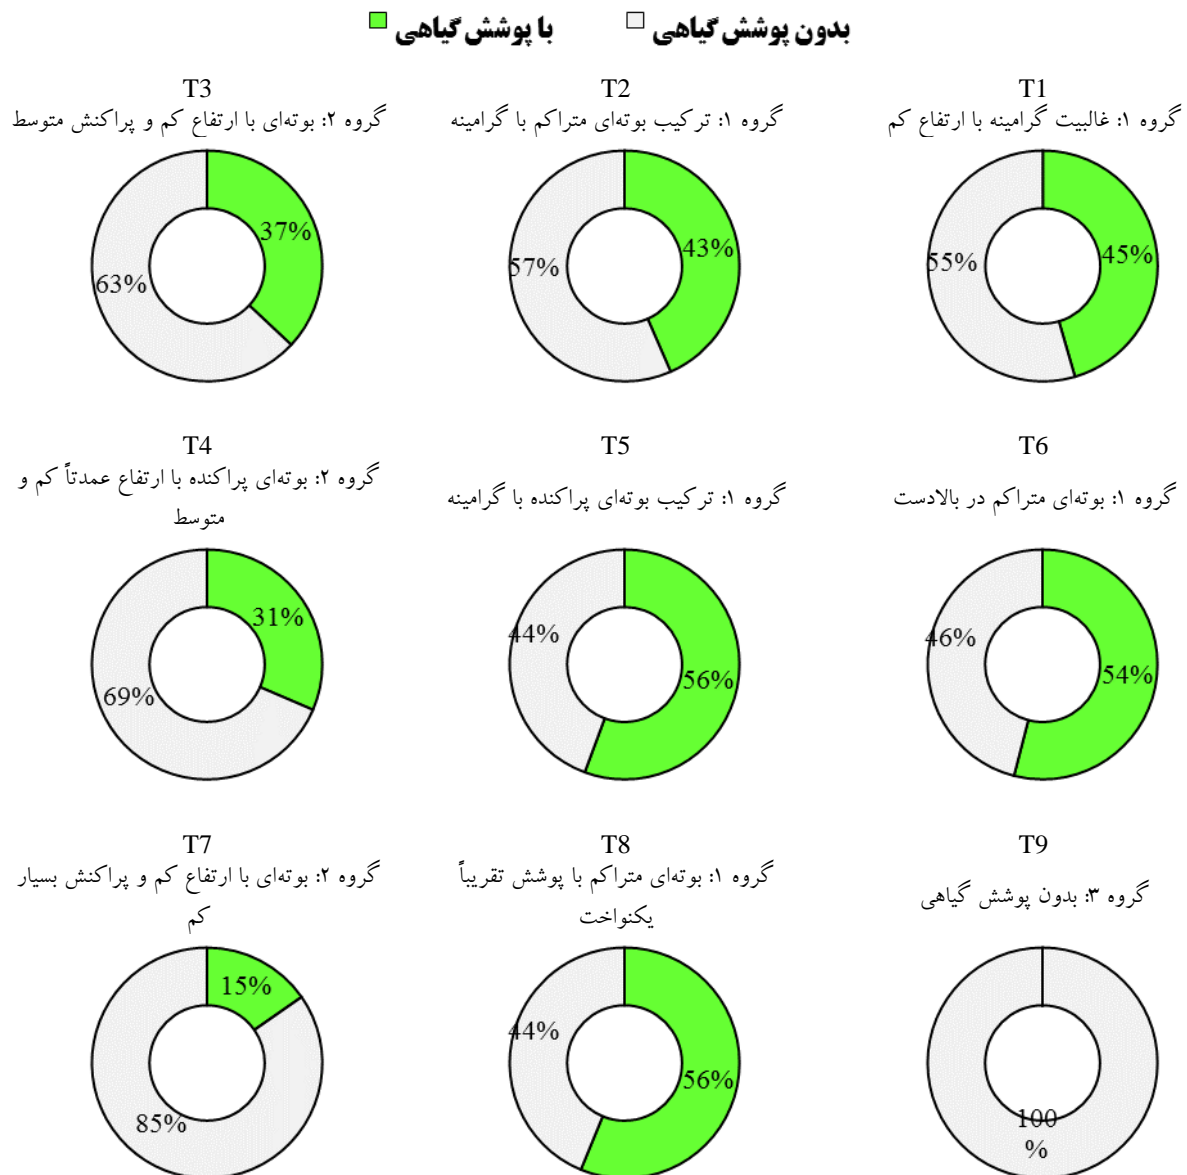 با پوشش گیاهی
بدون پوشش گیاهی
T1
گروه ۱: غالبیت گرامینه با ارتفاع کم
45%
55%
T2
گروه ۱: ترکیب بوته‌ای متراکم با گرامینه
43%
57%
T3
گروه ۲: بوته‌ای با ارتفاع کم و پراکنش متوسط
37%
63%
T6
گروه ۱: بوته‌ای متراکم در بالادست
54%
46%
T5
گروه ۱: ترکیب بوته‌ای پراکنده با گرامینه
56%
44%
T4
گروه ۲: بوته‌ای پراکنده با ارتفاع عمدتاً کم و
متوسط
31%
69%
T9
گروه ۳: بدون پوشش گیاهی
100
%
T8
گروه ۱: بوته‌ای متراکم با پوشش تقریباً
یکنواخت
56%
44%
T7
گروه ۲: بوته‌ای با ارتفاع کم و پراکنش بسیار
کم
15%
85%